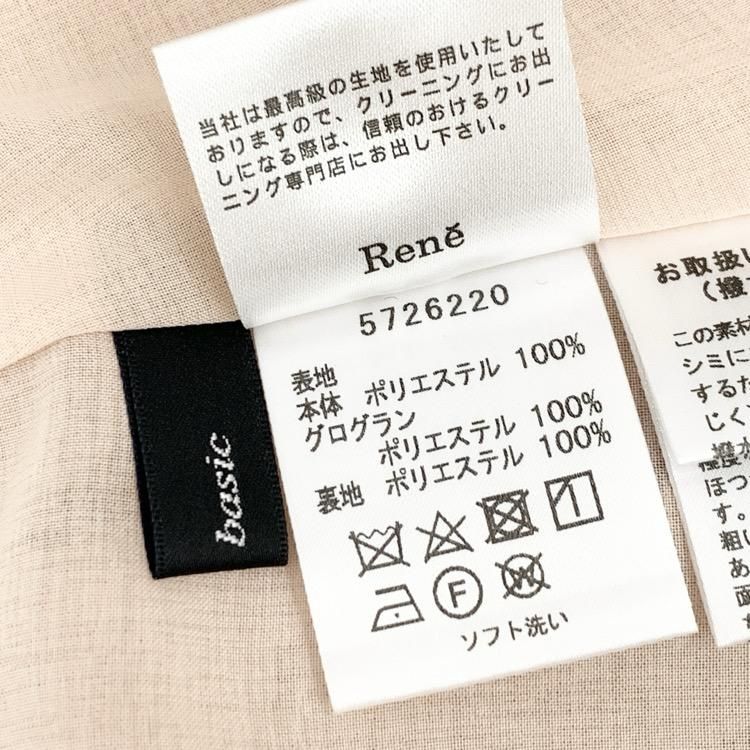 当社は最高級の生地を使用いたして
おりますので、クリーニングにお出
しになる際は、信頼のおけるクリー
ニング専門店にお出し下さい。
René
5726220
表地
本体 ポリエステル 100%
グログラン
ポリエステル 100%
裏地 ポリエステル 100%
F
W
ソフト洗い
basic
お取扱い
(撥
この素材
シミに
するた
じく
撥水
ほつ
す。
粗
あ
面